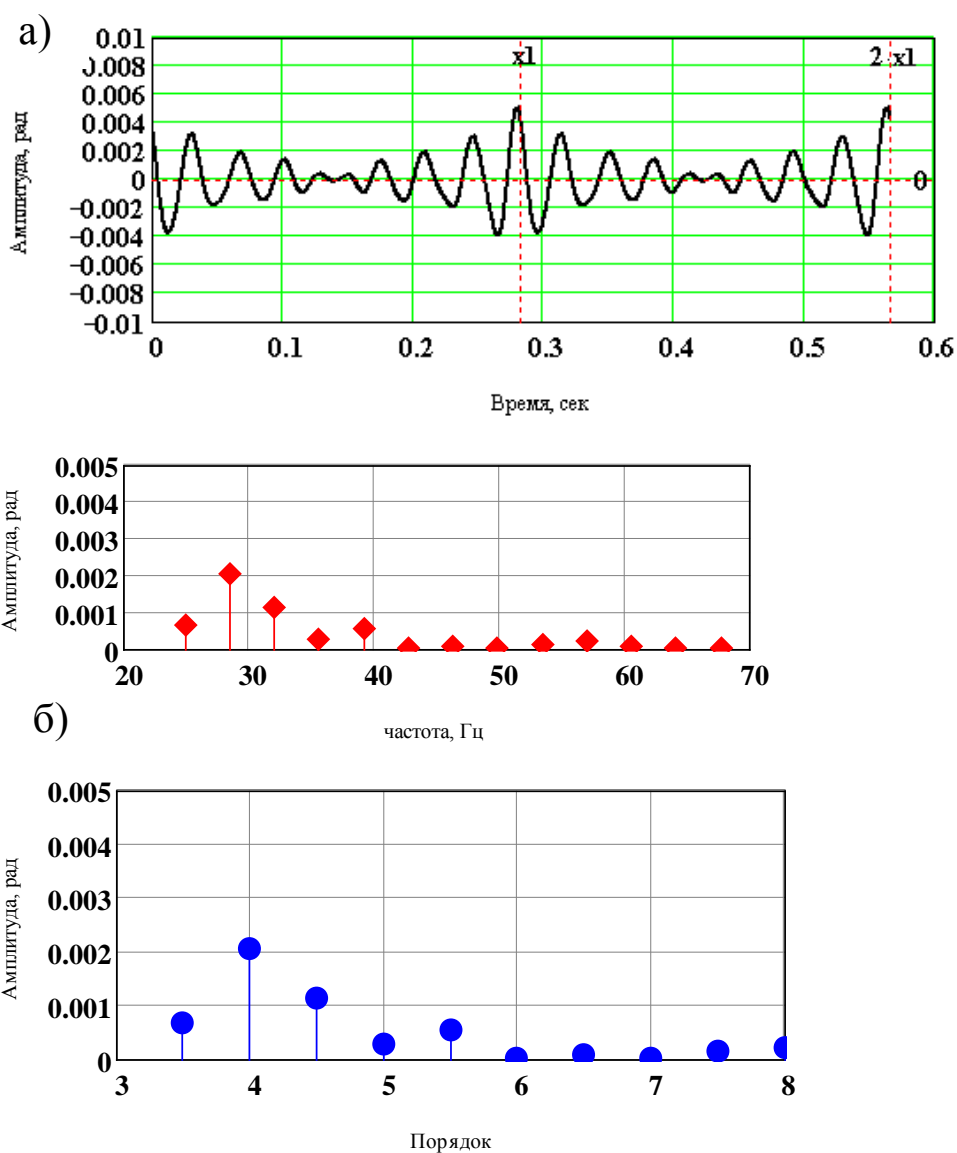 а)
Амплитуда, рад
0.01
0.008
0.006
0.004
0.002
0
−0.002
−0.004
−0.006
−0.008
−0.01
x1
2·x1
0
0 0.1 0.2 0.3 0.4 0.5 0.6
Время, сек
Амплитуда, рад
0.005
0.004
0.003
0.002
0.001
0
20 30 40 50 60 70
частота, Гц
б)
Амплитуда, рад
0.005
0.004
0.003
0.002
0.001
0
3 4 5 6 7 8
Порядок